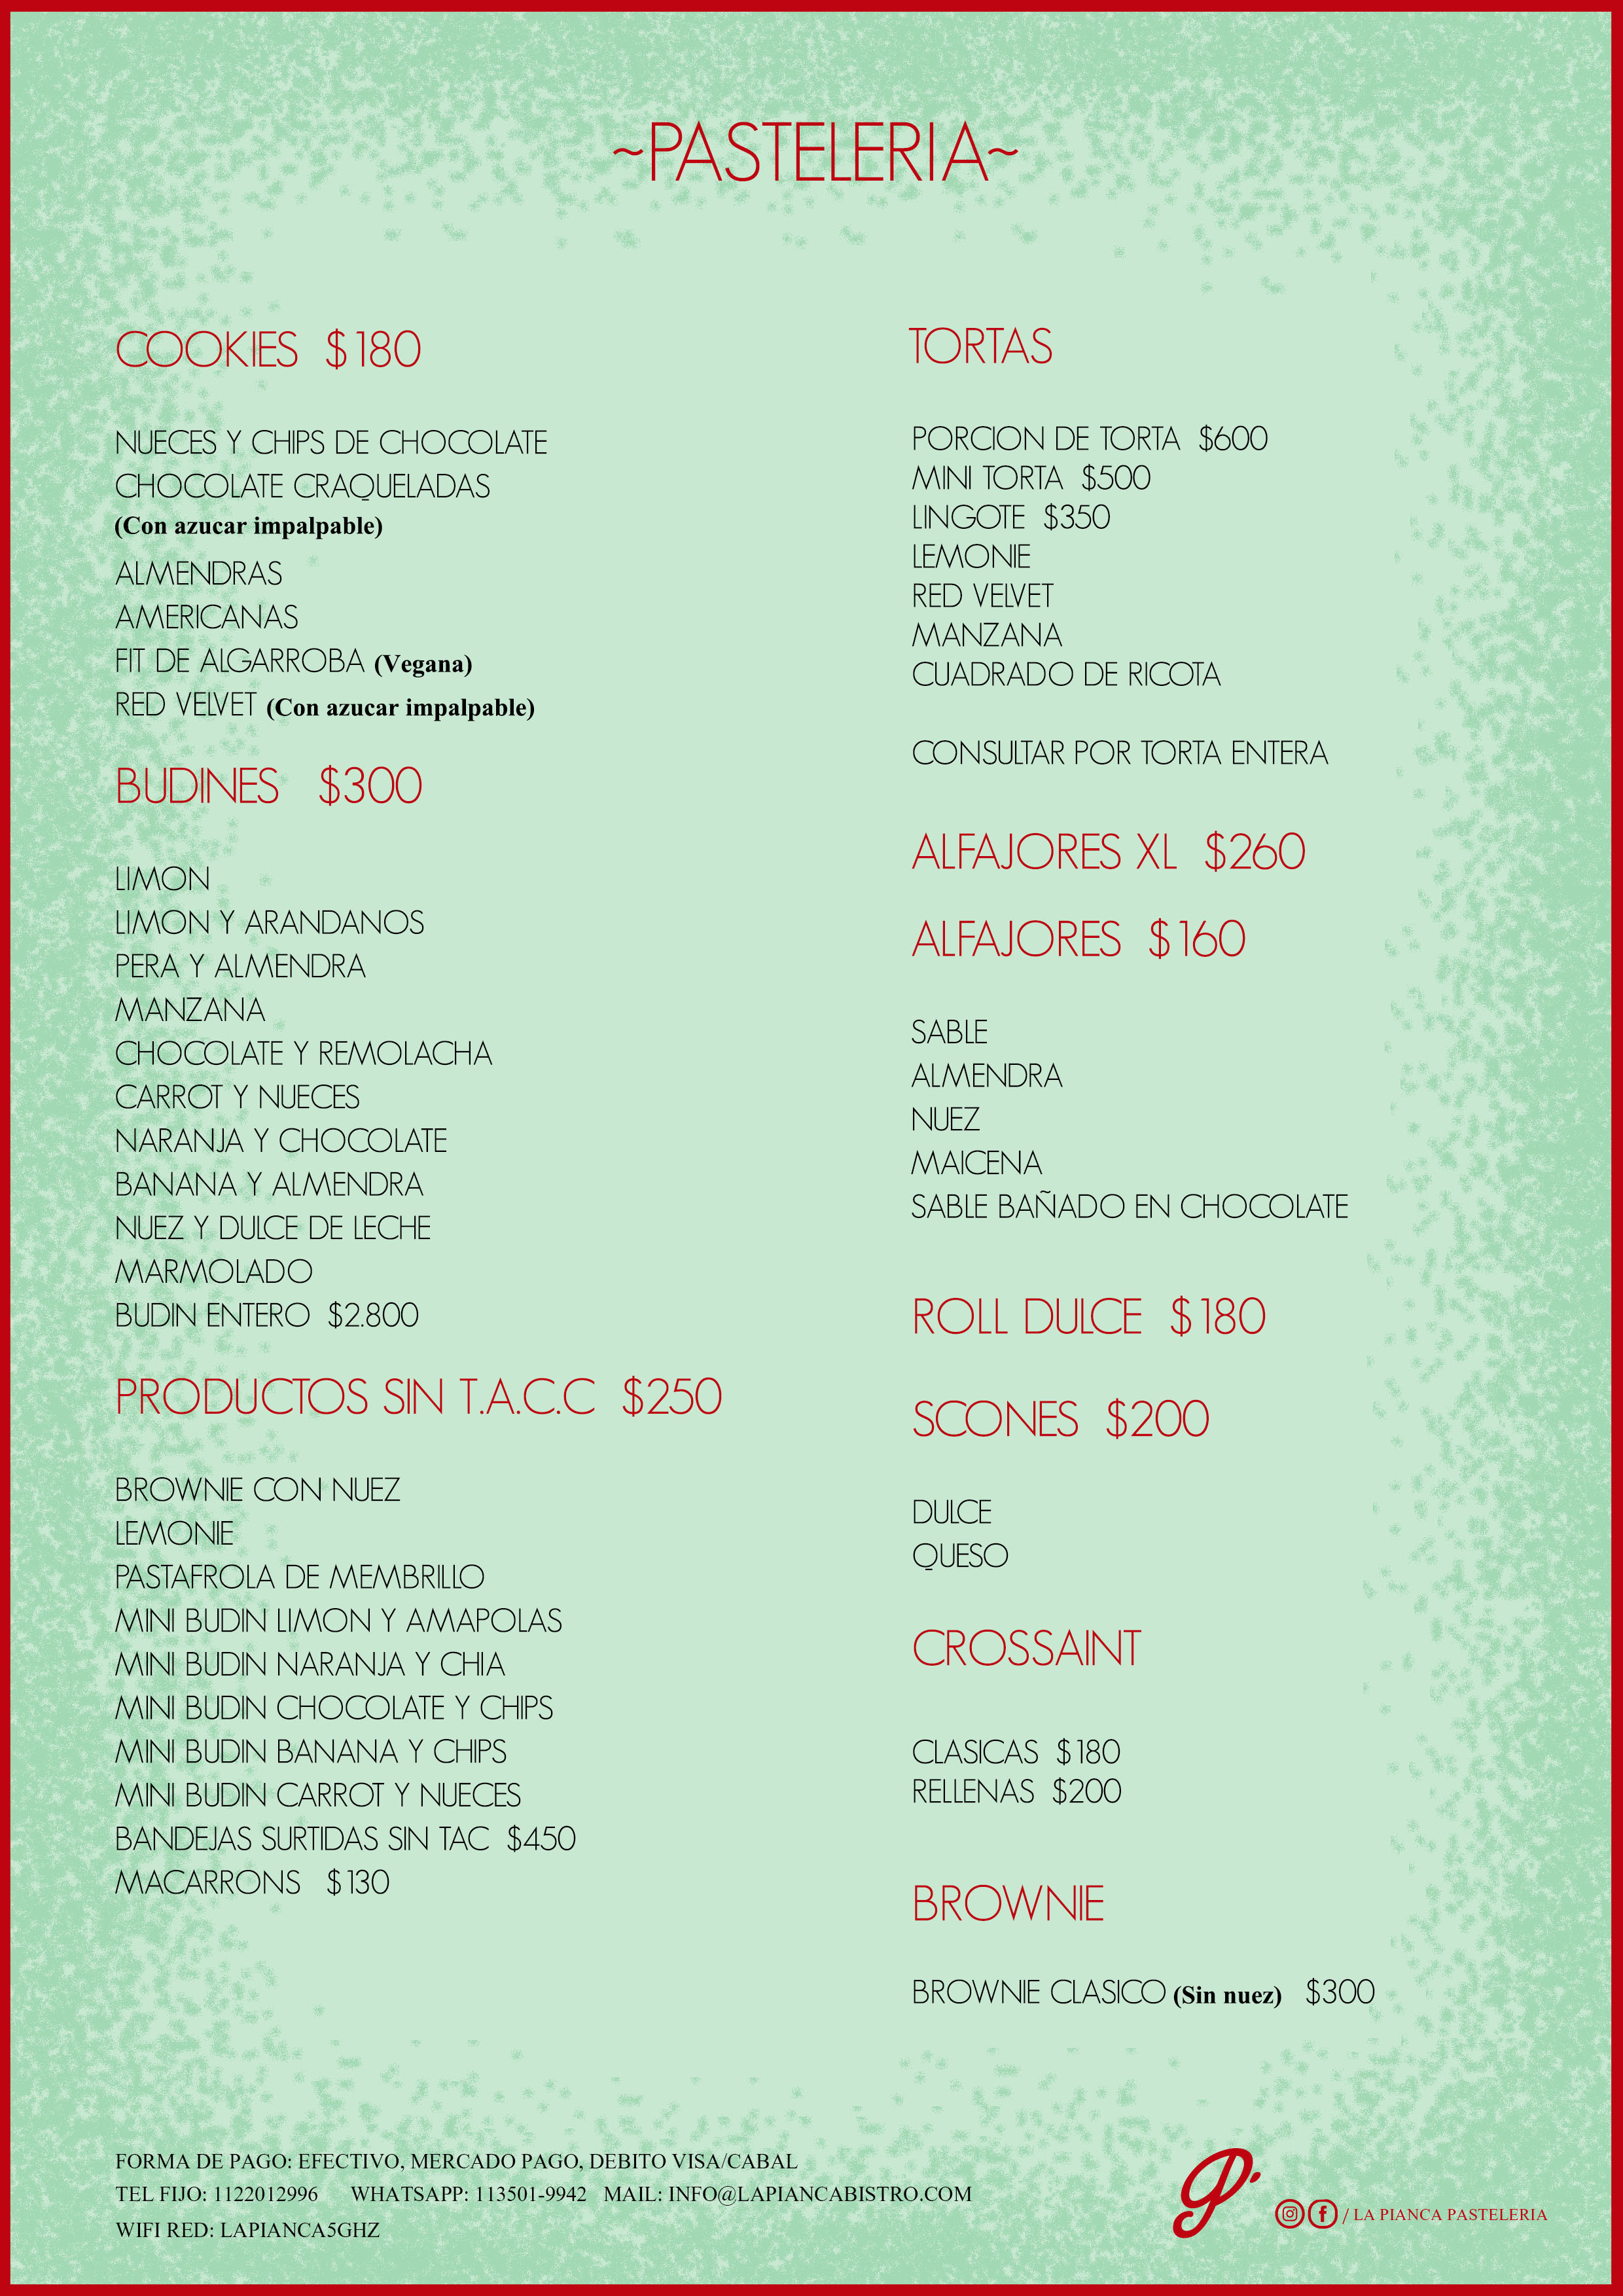 ~PASTELERIA~
COOKIES $180
NUECES Y CHIPS DE CHOCOLATE
CHOCOLATE CRAQUELADAS
(Con azucar impalpable)
ALMENDRAS
AMERICANAS
FIT DE ALGARROBA (Vegana)
RED VELVET (Con azucar impalpable)
BUDINES $300
LIMON
LIMON Y ARANDANOS
PERA Y ALMENDRA
MANZANA
CHOCOLATE Y REMOLACHA
CARROT Y NUECES
NARANJA Y CHOCOLATE
BANANA Y ALMENDRA
NUEZ Y DULCE DE LECHE
MARMOLADO
BUDIN ENTERO $2.800
PRODUCTOS SIN T.A.C.C $250
BROWNIE CON NUEZ
LEMONIE
PASTAFROLA DE MEMBRILLO
MINI BUDIN LIMON Y AMAPOLAS
MINI BUDIN NARANJA Y CHIA
MINI BUDIN CHOCOLATE Y CHIPS
MINI BUDIN BANANA Y CHIPS
MINI BUDIN CARROT Y NUECES
BANDEJAS SURTIDAS SIN TAC $450
MACARRONS $130
TORTAS
PORCION DE TORTA $600
MINI TORTA $500
LINGOTE $350
LEMONIE
RED VELVET
MANZANA
CUADRADO DE RICOTA
CONSULTAR POR TORTA ENTERA
ALFAJORES XL $260
ALFAJORES $160
SABLE
ALMENDRA
NUEZ
MAICENA
SABLE BAÑADO EN CHOCOLATE
ROLL DULCE $180
SCONES $200
DULCE
QUESO
CROSSAINT
CLASICAS $180
RELLENAS $200
BROWNIE
BROWNIE CLASICO (Sin nuez) $300
FORMA DE PAGO: EFECTIVO, MERCADO PAGO, DEBITO VISA/CABAL
TEL FIJO: 1122012996 WHATSAPP: 113501-9942 MAIL: INFO@LAPIANCABISTRO.COM
WIFI RED: LAPIANCA5GHZ
/ LA PIANCA PASTELERIA